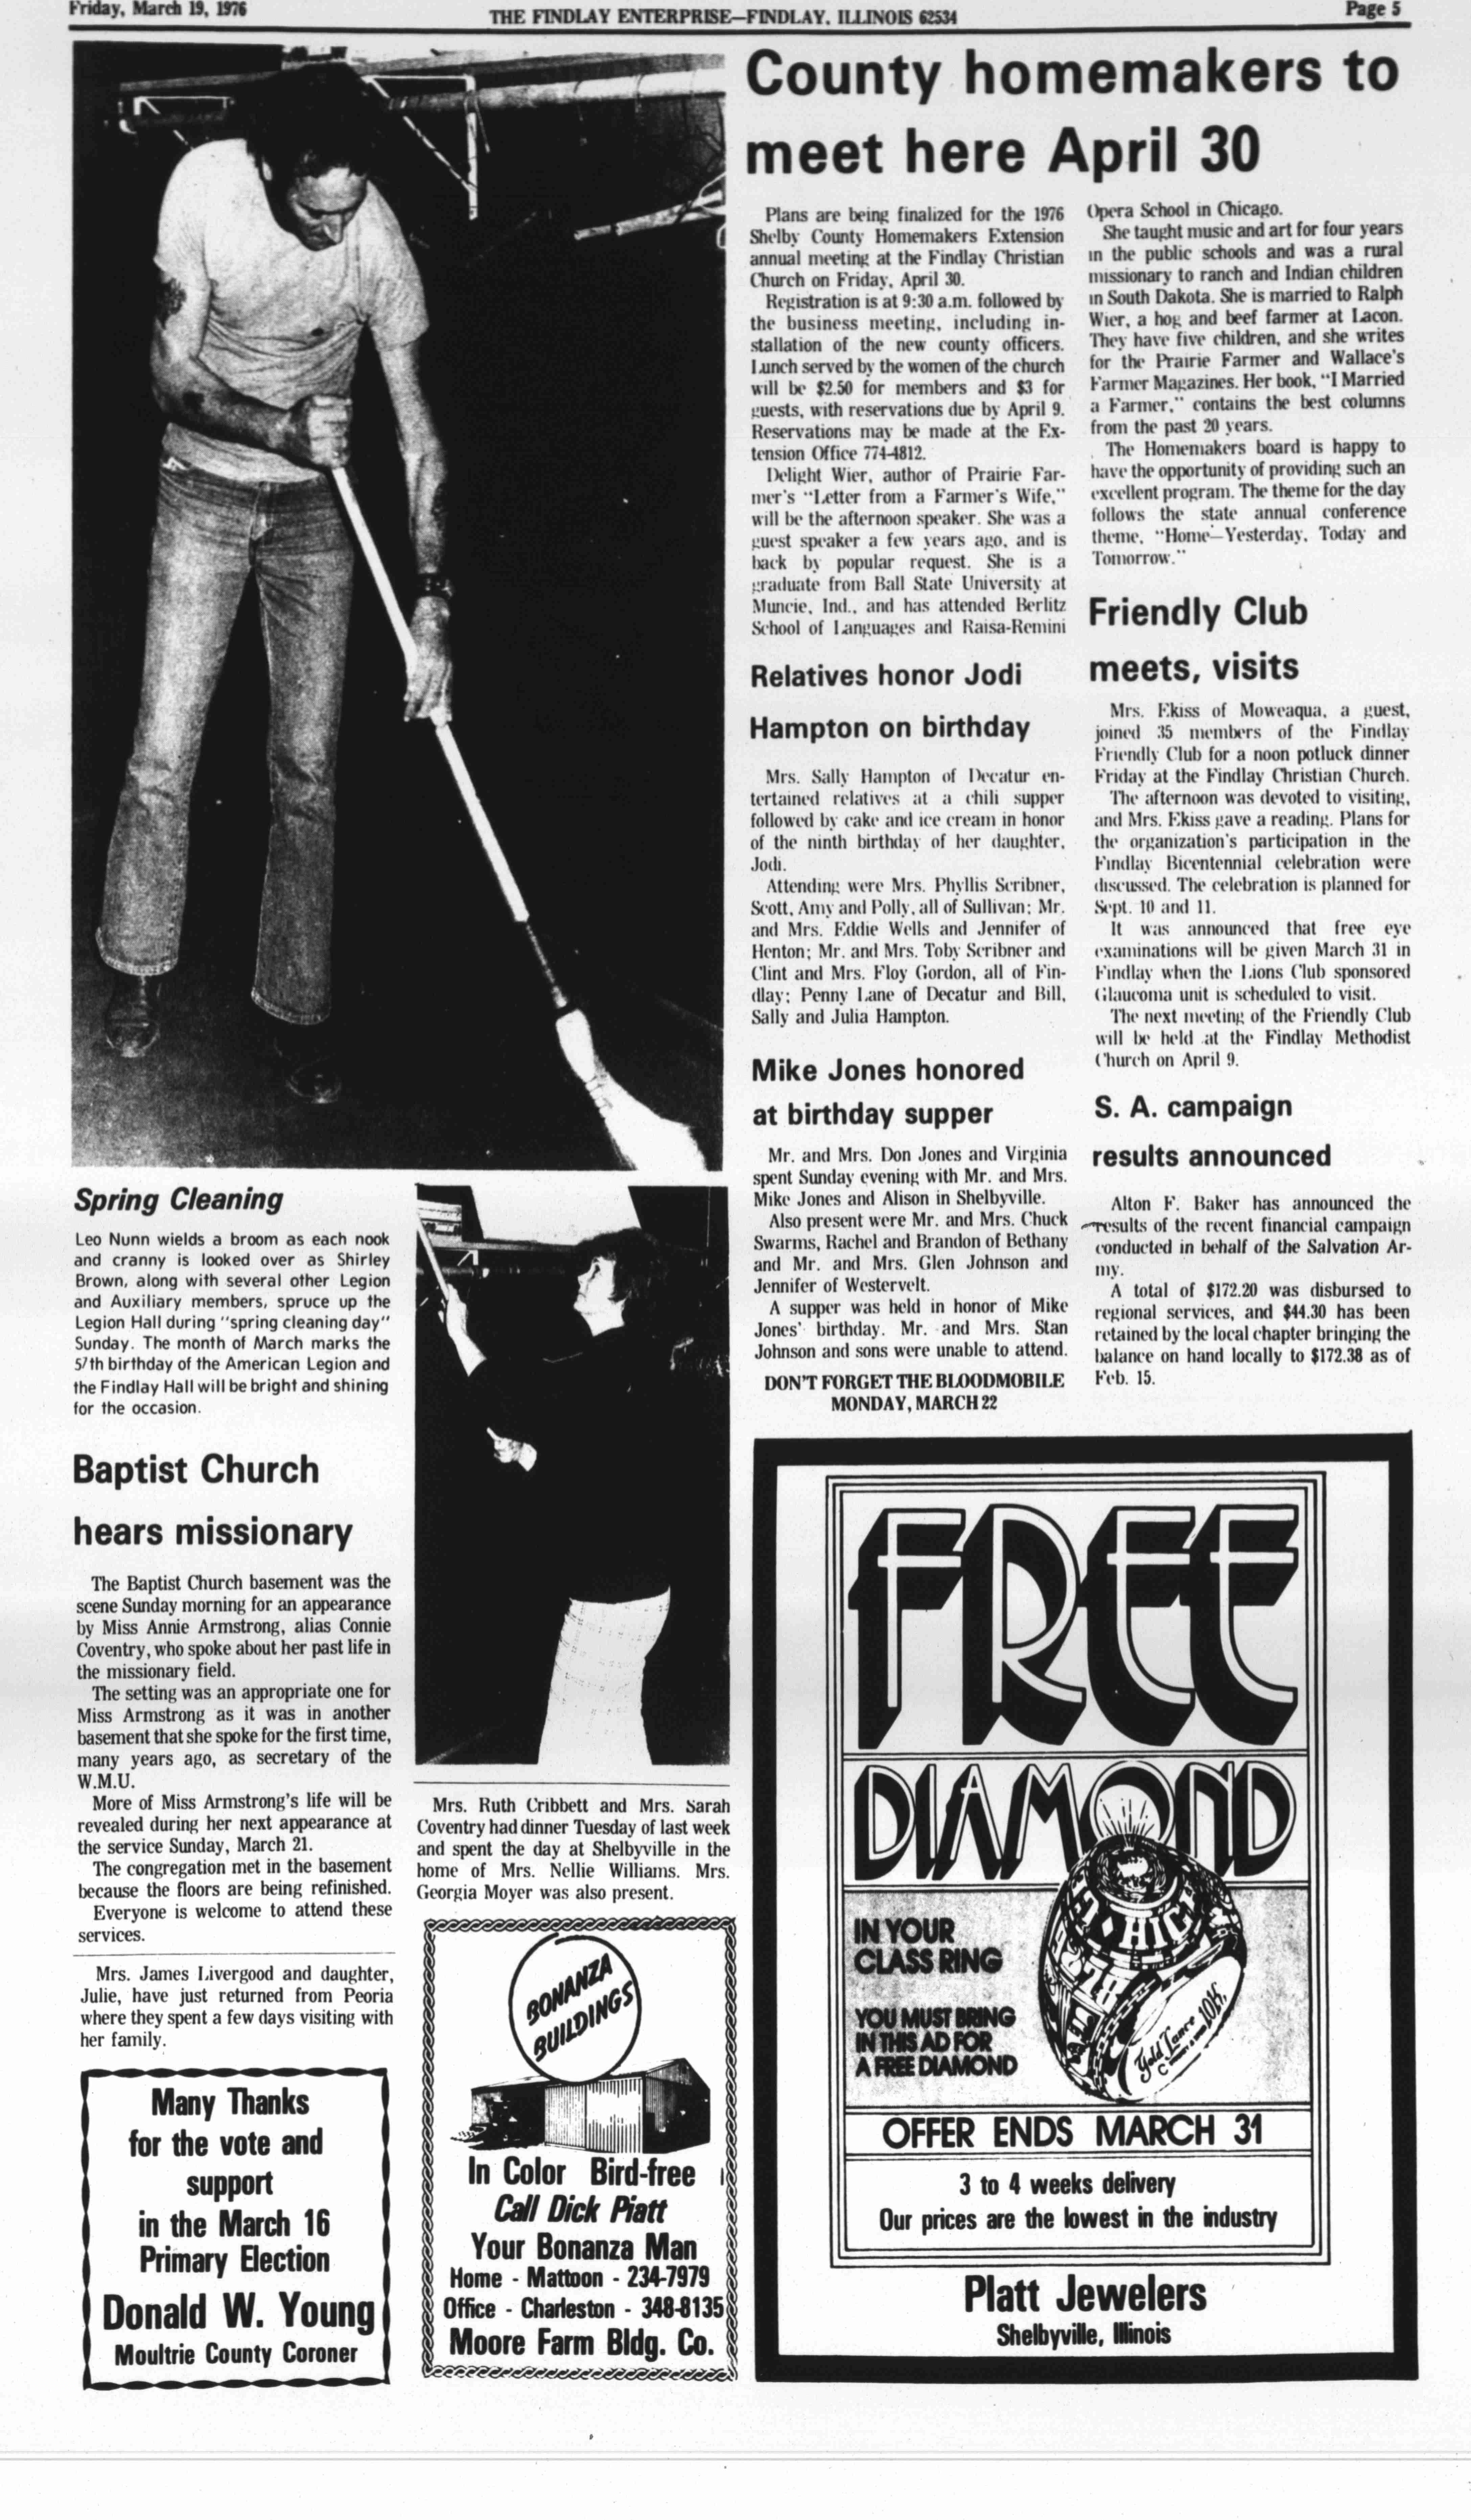 Friday, March 19, 1976
THE FINDLAY ENTERPRISE—FINDLAY, ILLINOIS 62534
Page 5
County homemakers to
meet here April 30
Plans are being finalized for the 1976
Shelby County Homemakers Extension
annual meeting at the Findlay Christian
Church on Friday, April 30.
Registration is at 9:30 a.m. followed by
the business meeting, including in-
stallation of the new county officers.
Lunch served by the women of the church
will be $2.50 for members and $3 for
guests, with reservations due by April 9.
Reservations may be made at the Ex-
tension Office 774-4812.
Delight Wier, author of Prairie Far-
mer's "Letter from a Farmer's Wife,"
will be the afternoon speaker. She was a
guest speaker a few years ago, and is
back by popular request. She is a
graduate from Ball State University at
Muncie, Ind., and has attended Berlitz
School of Languages and Raisa-Remini
Opera School in Chicago.
She taught music and art for four years
in the public schools and was a rural
missionary to ranch and Indian children
in South Dakota. She is married to Ralph
Wier, a hog and beef farmer at Lacon.
They have five children, and she writes
for the Prairie Farmer and Wallace's
Farmer Magazines. Her book, "I Married
a Farmer," contains the best columns
from the past 20 years.
The Homemakers board is happy to
have the opportunity of providing such an
excellent program. The theme for the day
follows the state annual conference
theme, "Home—Yesterday, Today and
Tomorrow."
Relatives honor Jodi
Hampton on birthday
Mrs. Sally Hampton of Decatur en-
tertained relatives at a chili supper
followed by cake and ice cream in honor
of the ninth birthday of her daughter,
Jodi.
Attending were Mrs. Phyllis Scribner,
Scott, Amy and Polly, all of Sullivan; Mr.
and Mrs. Eddie Wells and Jennifer of
Henton; Mr. and Mrs. Toby Scribner and
Clint and Mrs. Floy Gordon, all of Fin-
dlay; Penny Lane of Decatur and Bill,
Sally and Julia Hampton.
Mike Jones honored
at birthday supper
Mr. and Mrs. Don Jones and Virginia
spent Sunday evening with Mr. and Mrs.
Mike Jones and Alison in Shelbyville.
Also present were Mr. and Mrs. Chuck
Swarms, Rachel and Brandon of Bethany
and Mr. and Mrs. Glen Johnson and
Jennifer of Westervelt.
A supper was held in honor of Mike
Jones' birthday. Mr. and Mrs. Stan
Johnson and sons were unable to attend.
DON'T FORGET THE BLOODMOBILE
MONDAY, MARCH 22
Friendly Club
meets, visits
Mrs. Ekiss of Moweaqua, a guest,
joined 35 members of the Findlay
Friendly Club for a noon potluck dinner
Friday at the Findlay Christian Church.
The afternoon was devoted to visiting,
and Mrs. Ekiss gave a reading. Plans for
the organization's participation in the
Findlay Bicentennial celebration were
discussed. The celebration is planned for
Sept. 10 and 11.
It was announced that free eye
examinations will be given March 31 in
Findlay when the Lions Club sponsored
Glaucoma unit is scheduled to visit.
The next meeting of the Friendly Club
will be held at the Findlay Methodist
Church on April 9.
S. A. campaign
results announced
Alton F. Baker has announced the
results of the recent financial campaign
conducted in behalf of the Salvation Ar-
my.
A total of $172.20 was disbursed to
regional services, and $44.30 has been
retained by the local chapter bringing the
balance on hand locally to $172.38 as of
Feb. 15.
Spring Cleaning
Leo Nunn wields a broom as each nook
and cranny is looked over as Shirley
Brown, along with several other Legion
and Auxiliary members, spruce up the
Legion Hall during "spring cleaning day"
Sunday. The month of March marks the
57th birthday of the American Legion and
the Findlay Hall will be bright and shining
for the occasion.
Baptist Church
hears missionary
The Baptist Church basement was the
scene Sunday morning for an appearance
by Miss Annie Armstrong, alias Connie
Coventry, who spoke about her past life in
the missionary field.
The setting was an appropriate one for
Miss Armstrong as it was in another
basement that she spoke for the first time,
many years ago, as secretary of the
W.M.U.
More of Miss Armstrong's life will be
revealed during her next appearance at
the service Sunday, March 21.
The congregation met in the basement
because the floors are being refinished.
Everyone is welcome to attend these
services.
Mrs. James Livergood and daughter,
Julie, have just returned from Peoria
where they spent a few days visiting with
her family.
Many Thanks
for the vote and
support
in the March 16
Primary Election
Donald W. Young
Moultrie County Coroner
Mrs. Ruth Cribbett and Mrs. Sarah
Coventry had dinner Tuesday of last week
and spent the day at Shelbyville in the
home of Mrs. Nellie Williams. Mrs.
Georgia Moyer was also present.
BONANZA
BUILDINGS
In Color Bird-free
Call Dick Piatt
Your Bonanza Man
Home - Mattoon - 234-7979
Office - Charleston - 348-8135
Moore Farm Bldg. Co.
FREE
DIAMOND
IN YOUR
CLASS RING
YOU MUST BRING
IN THIS AD FOR
A FREE DIAMOND
Gold Lance 10K
OFFER ENDS MARCH 31
3 to 4 weeks delivery
Our prices are the lowest in the industry
Platt Jewelers
Shelbyville, Illinois